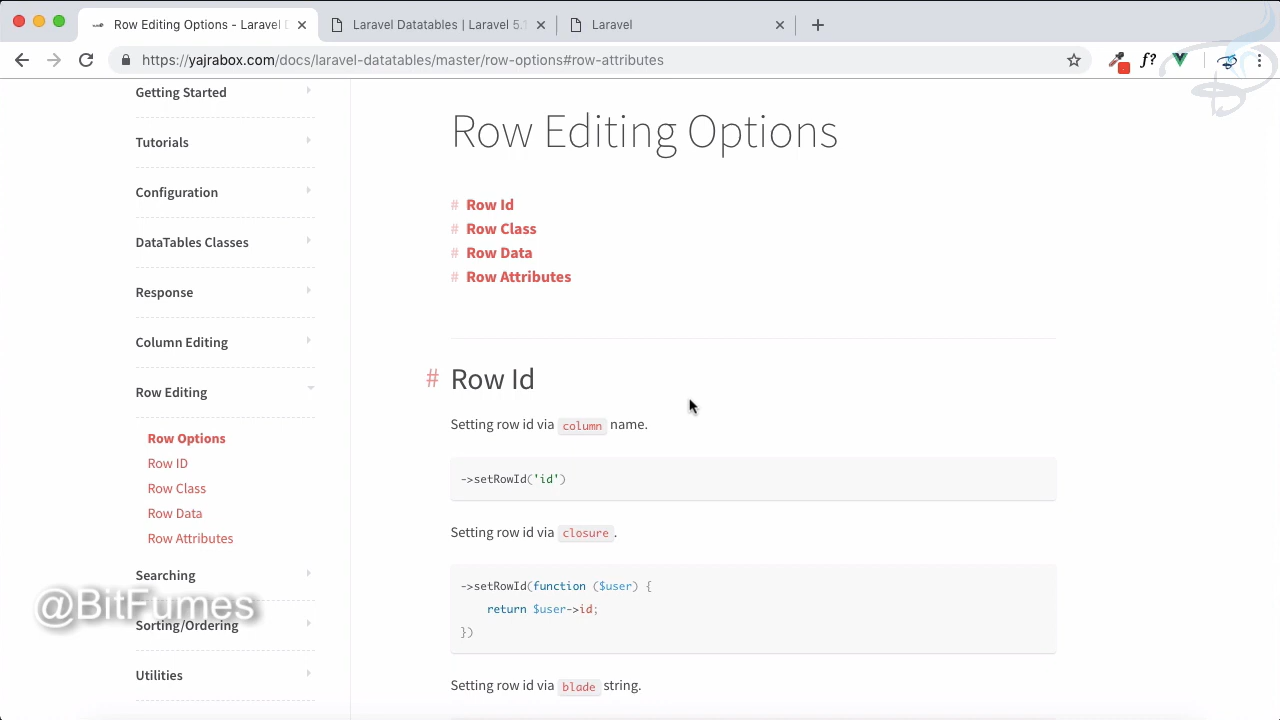 Row Editing Options - Laravel D
Laravel Datatables | Laravel 5.1
Laravel
https://yajrabox.com/docs/laravel-datatables/master/row-options#row-attributes
f?
Getting Started
Tutorials
Configuration
DataTables Classes
Response
Column Editing
Row Editing
Row Options
Row ID
Row Class
Row Data
Row Attributes
Searching
@BitFumes
Sorting/Ordering
Utilities
Row Editing Options
# Row Id
# Row Class
# Row Data
# Row Attributes
# Row Id
Setting row id via column name.
->setRowId('id')
Setting row id via closure.
->setRowId(function ($user) {
return $user->id;
})
Setting row id via blade string.